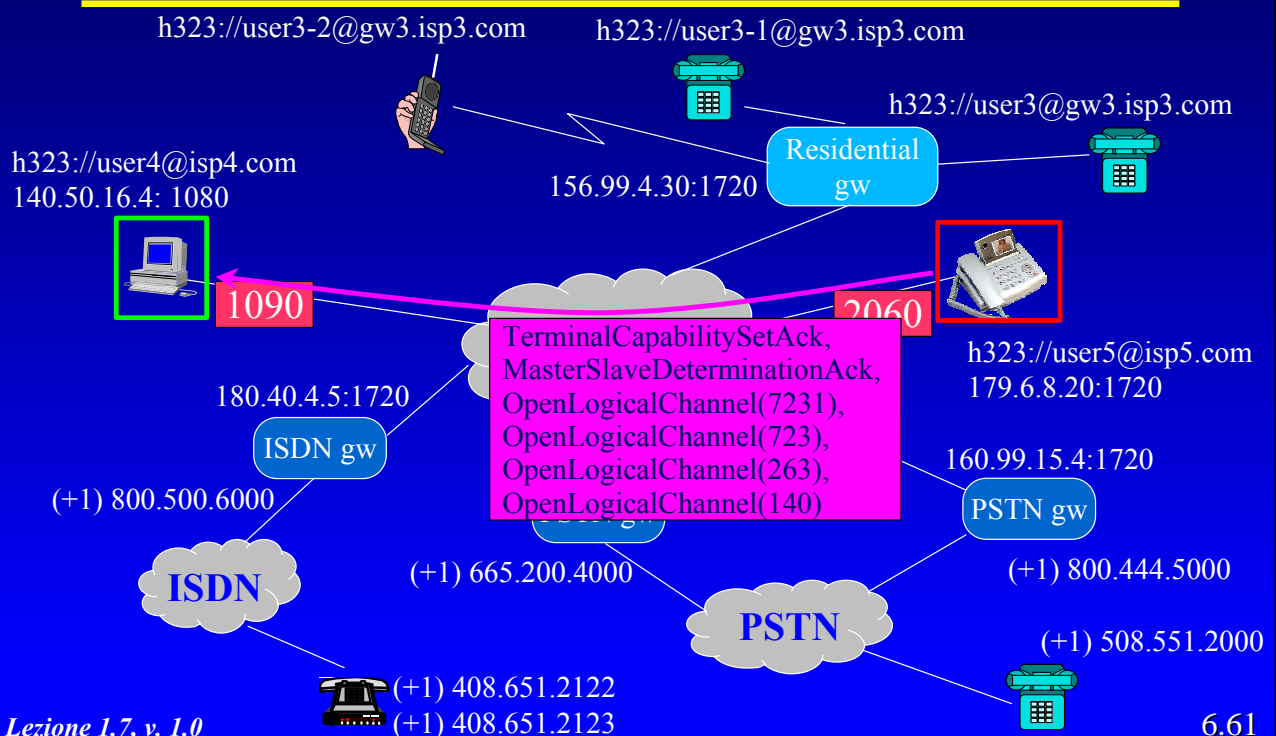 h323://user3-2@gw3.isp3.com
h323://user3-1@gw3.isp3.com
h323://user3@gw3.isp3.com
h323://user4@isp4.com
140.50.16.4: 1080
Residential
gw
156.99.4.30:1720
1090
2060
TerminalCapabilitySetAck,
MasterSlaveDeterminationAck,
OpenLogicalChannel(7231),
OpenLogicalChannel(723),
OpenLogicalChannel(263),
OpenLogicalChannel(140)
h323://user5@isp5.com
179.6.8.20:1720
180.40.4.5:1720
ISDN gw
160.99.15.4:1720
PSTN gw
(+1) 800.500.6000
gw
(+1) 665.200.4000
(+1) 800.444.5000
ISDN
PSTN
(+1) 508.551.2000
(+1) 408.651.2122
(+1) 408.651.2123
Lezione 1.7, v. 1.0
6.61